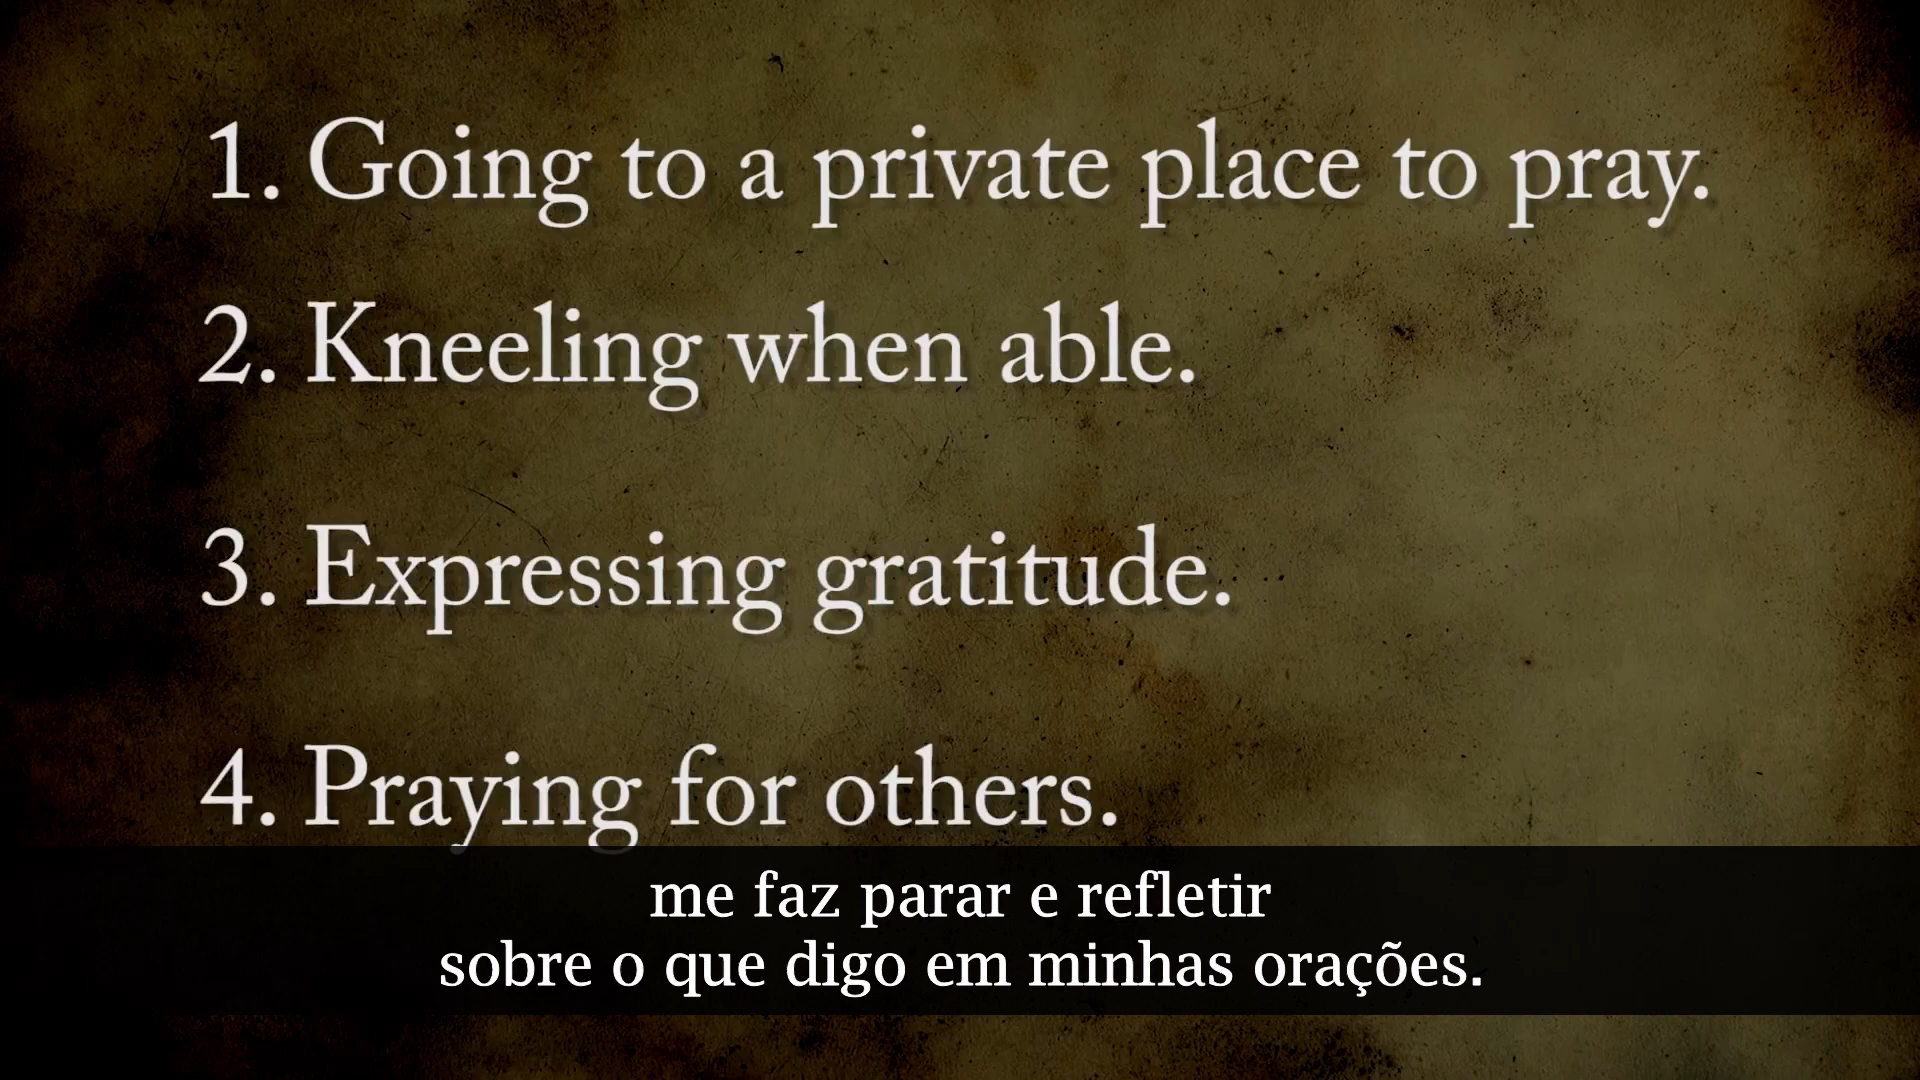 1. Going to a private place to pray.
2. Kneeling when able.
3. Expressing gratitude.
4. Praying for others.
me faz parar e refletir
sobre o que digo em minhas orações.